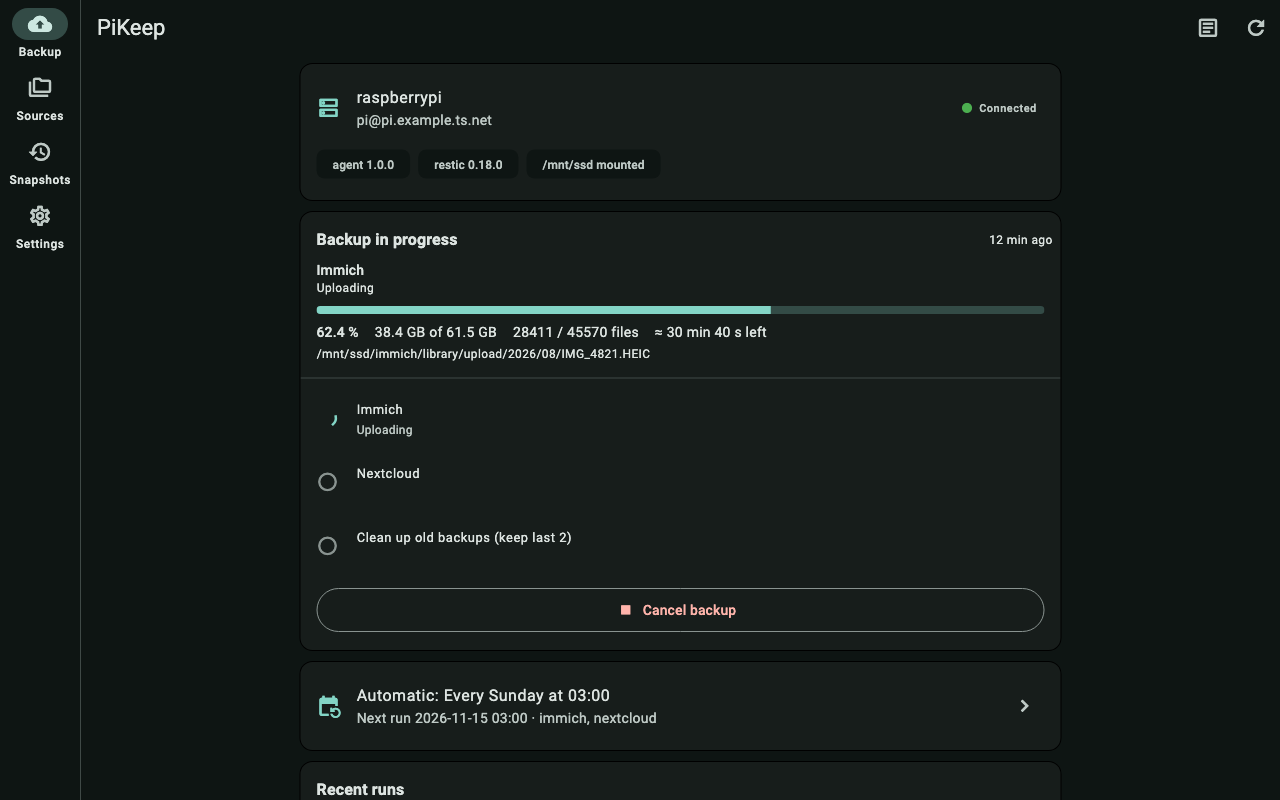 PiKeep
Backup
Sources
Snapshots
Settings
raspberrypi
pi@pi.example.ts.net
Connected
agent 1.0.0
restic 0.18.0
/mnt/ssd mounted
Backup in progress
12 min ago
Immich
Uploading
62.4 % 38.4 GB of 61.5 GB 28411 / 45570 files ≈ 30 min 40 s left
/mnt/ssd/immich/library/upload/2026/08/IMG_4821.HEIC
Immich
Uploading
Nextcloud
Clean up old backups (keep last 2)
Cancel backup
Automatic: Every Sunday at 03:00
Next run 2026-11-15 03:00 · immich, nextcloud
Recent runs